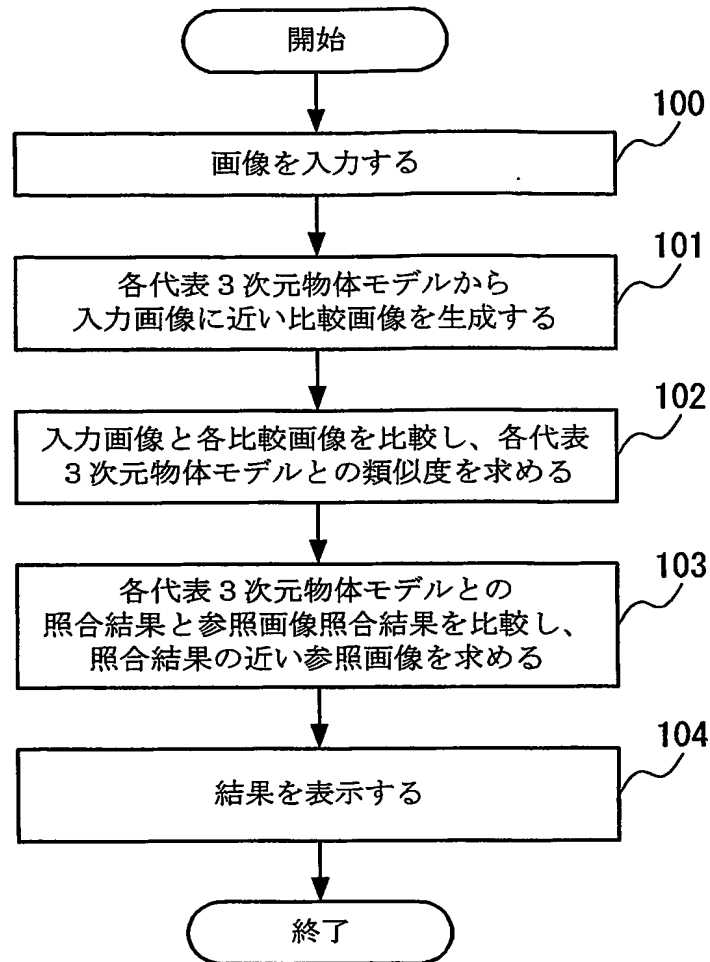 開始
100
画像を入力する
101
各代表３次元物体モデルから
入力画像に近い比較画像を生成する
102
入力画像と各比較画像を比較し、各代表
３次元物体モデルとの類似度を求める
103
各代表３次元物体モデルとの
照合結果と参照画像照合結果を比較し、
照合結果の近い参照画像を求める
104
結果を表示する
終了